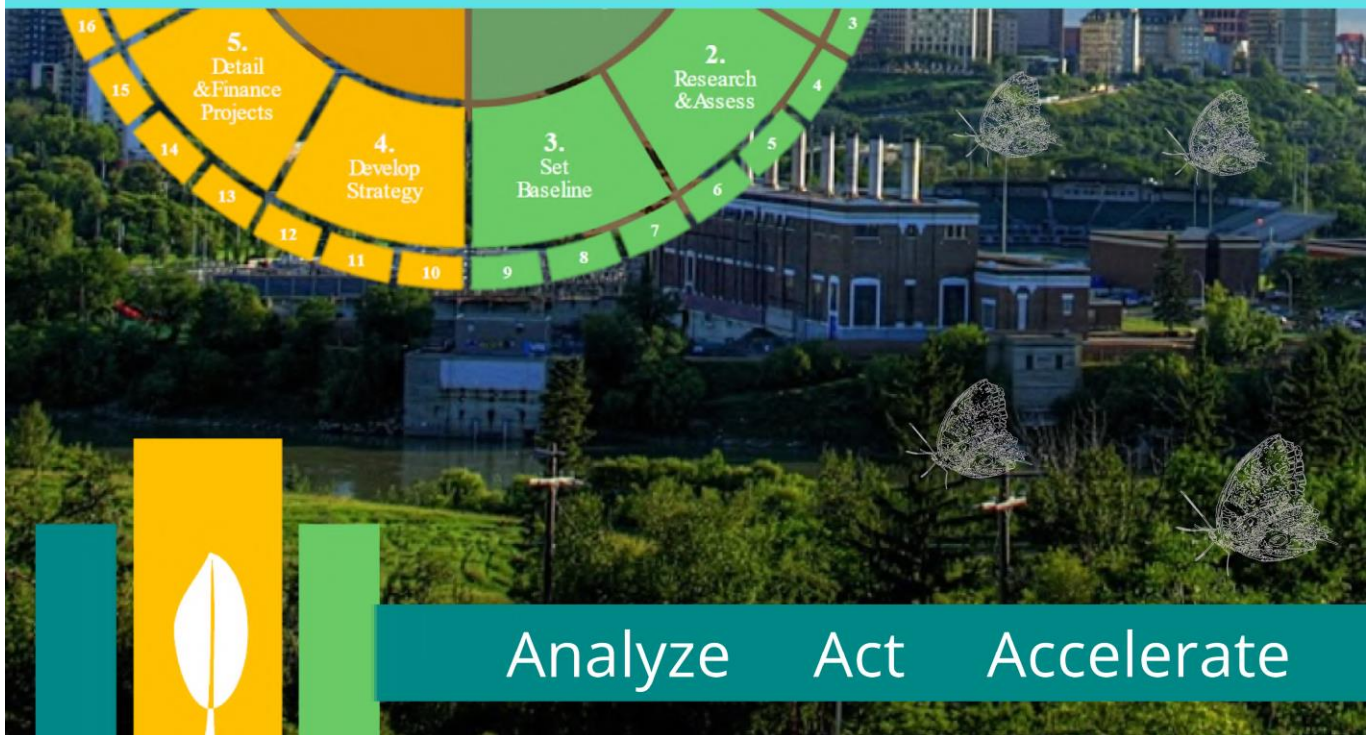 16
15
14
13
12
11
10
9
8
7
6
5
4
3
5.
Detail
&Finance
Projects
4.
Develop
Strategy
3.
Set
Baseline
2.
Research
&Assess
Analyze Act Accelerate